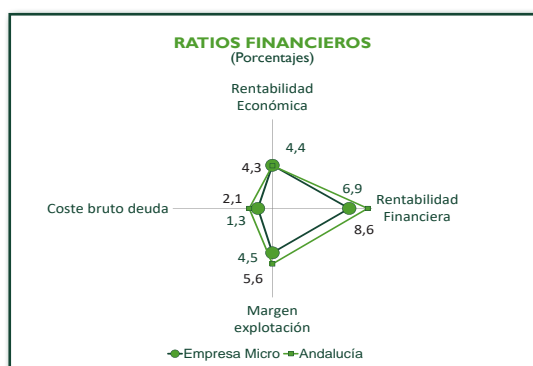 RATIOS FINANCIEROS
(Porcentajes)
Rentabilidad
Económica
4,3
4,4
6,9
Rentabilidad
Financiera
8,6
Coste bruto deuda
2,1
1,3
4,5
5,6
Margen
explotación
Empresa Micro
Andalucía